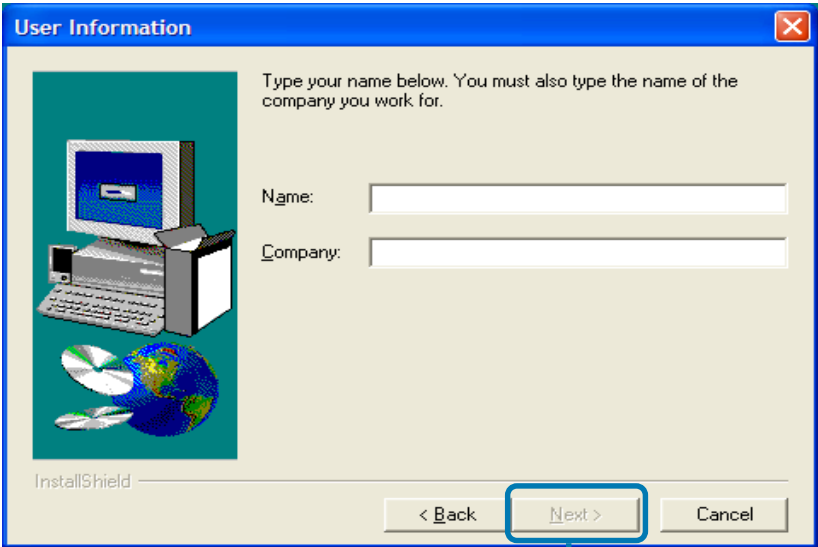 User Information
Type your name below. You must also type the name of the
company you work for.
Name:
Company:
InstallShield
< Back
Next >
Cancel